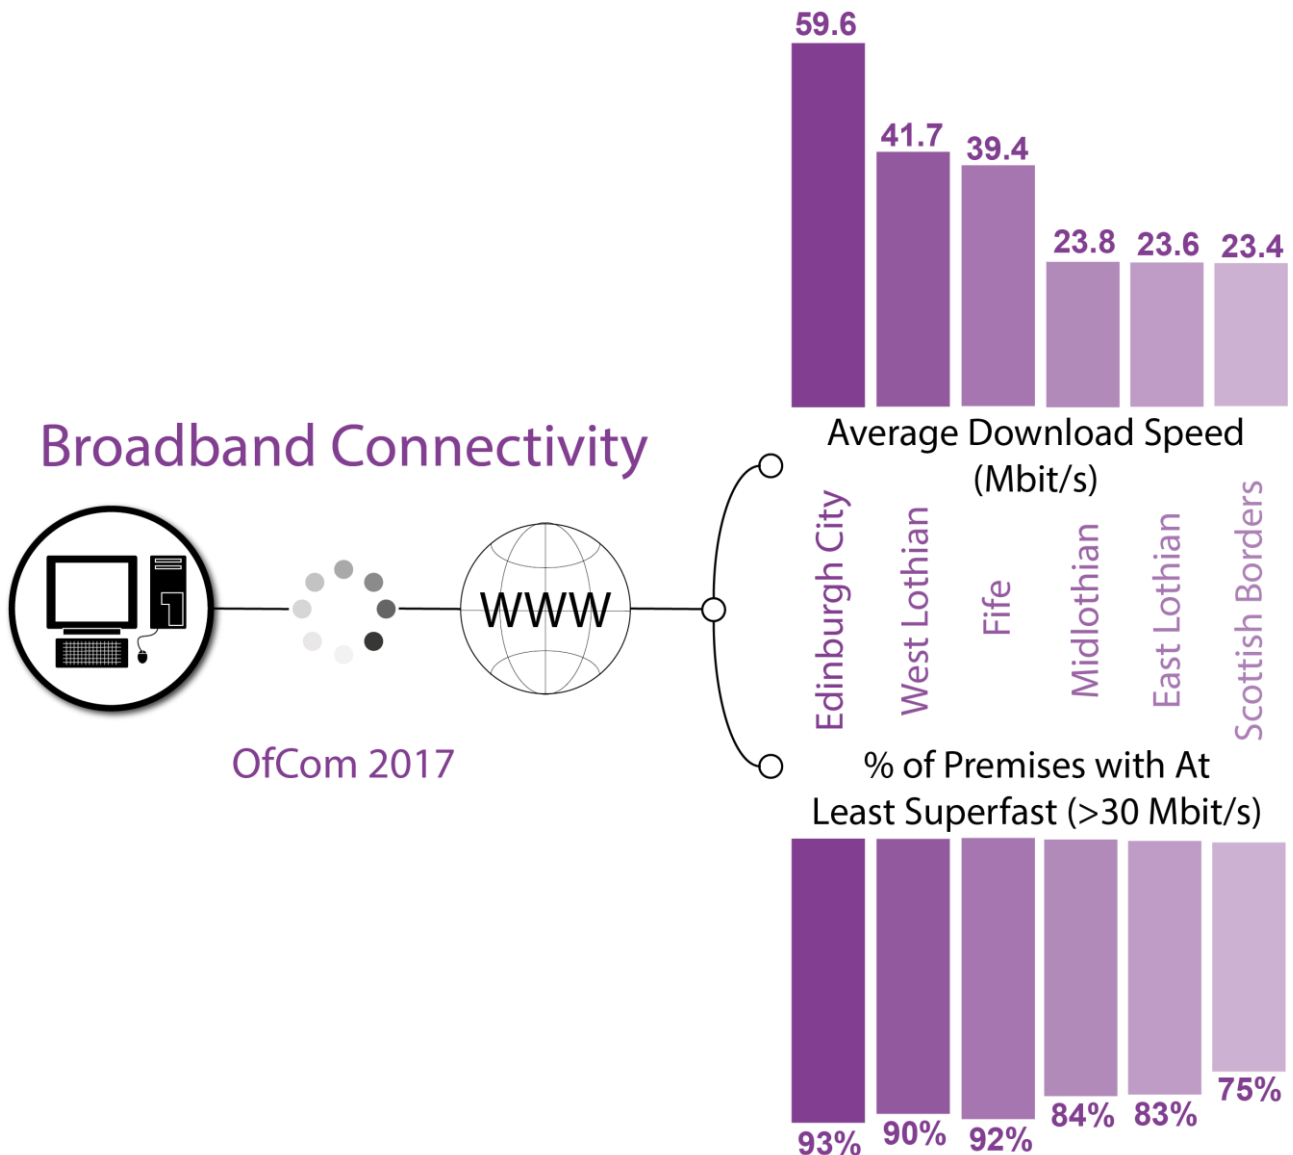 59.6
41.7
39.4
23.8
23.6
23.4
Average Download Speed
(Mbit/s)
Broadband Connectivity
WWW
OfCom 2017
Edinburgh City
West Lothian
Fife
Midlothian
East Lothian
Scottish Borders
% of Premises with At
Least Superfast (>30 Mbit/s)
93%
90%
92%
84%
83%
75%